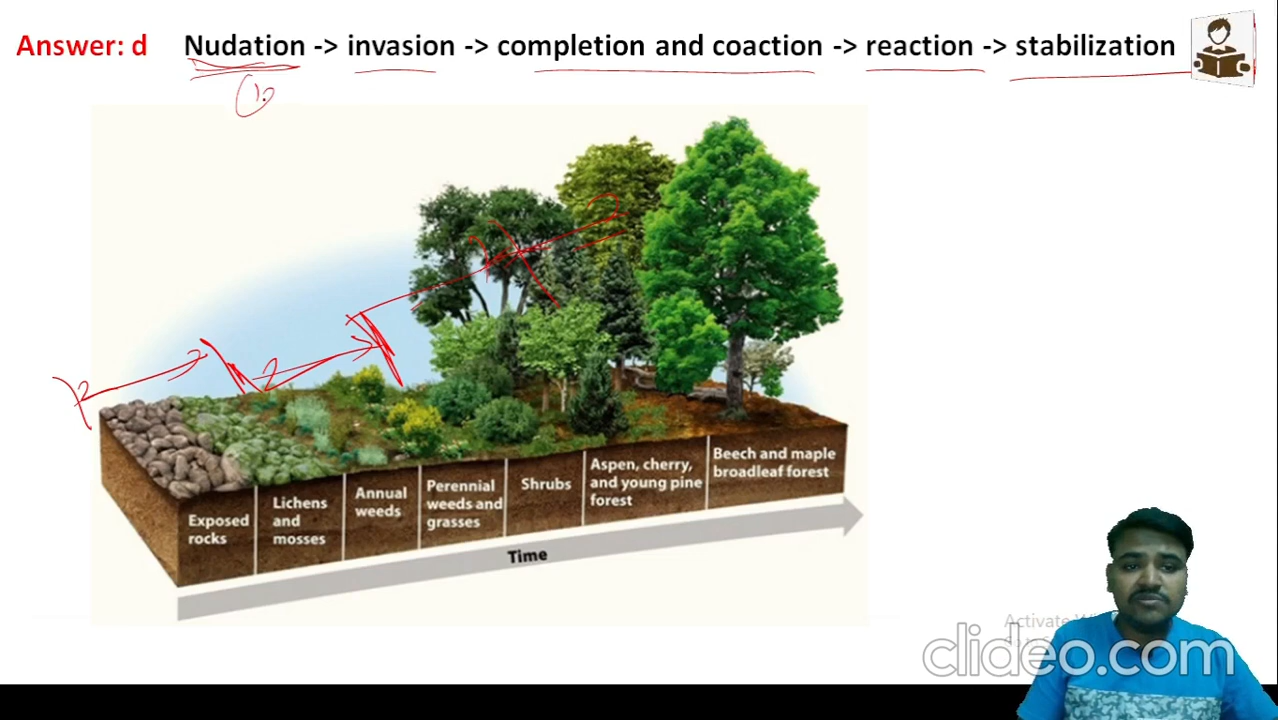 Answer: d Nudation -> invasion -> completion and coaction -> reaction -> stabilization
Exposed
rocks
Lichens
and
mosses
Annual
weeds
Perennial
weeds and
grasses
Shrubs
Aspen, cherry,
and young pine
forest
Beech and maple
broadleaf forest
Time
Activate
clideo.com